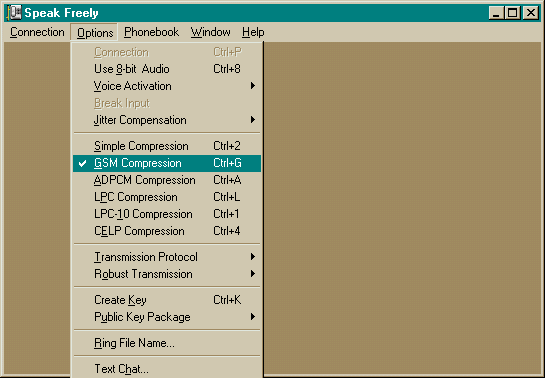 Speak Freely
Connection Options Phonebook Window Help
Connection Ctrl+P
Use 8-bit Audio Ctrl+8
Voice Activation
Break Input
Jitter Compensation
Simple Compression Ctrl+2
GSM Compression Ctrl+G
ADPCM Compression Ctrl+A
LPC Compression Ctrl+L
LPC-10 Compression Ctrl+1
CELP Compression Ctrl+4
Transmission Protocol
Robust Transmission
Create Key Ctrl+K
Public Key Package
Ring File Name...
Text Chat...